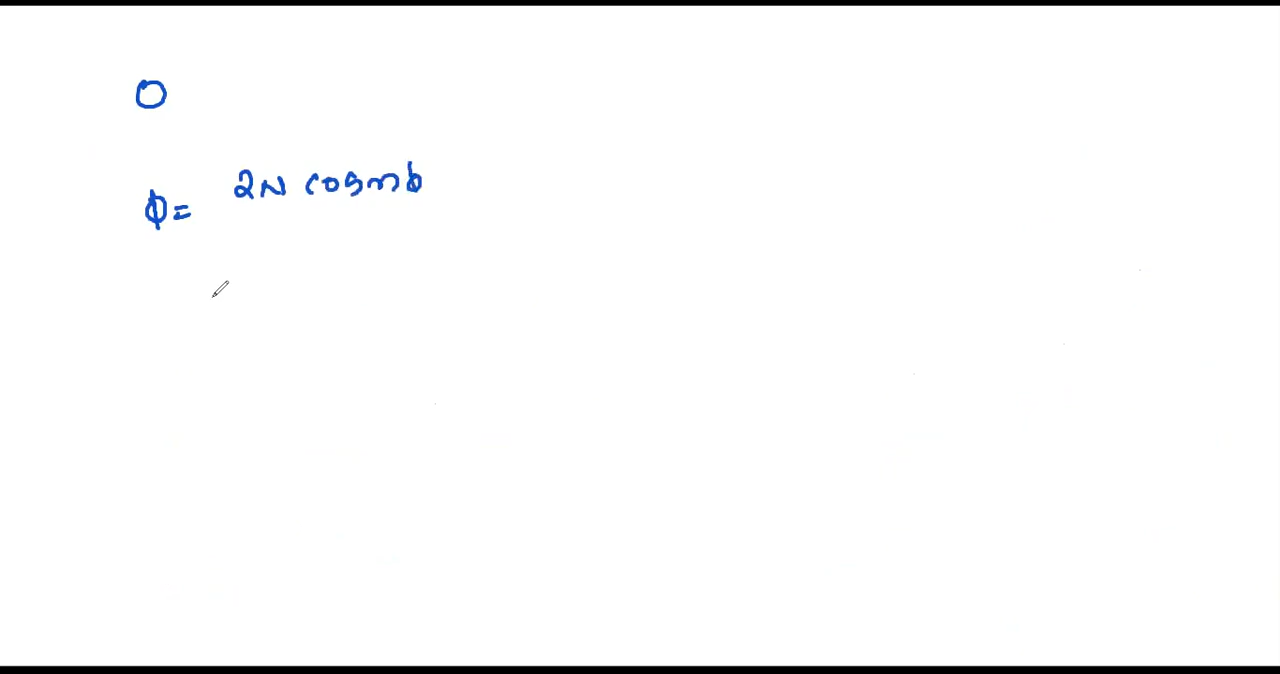 O
φ = 2N cosmb